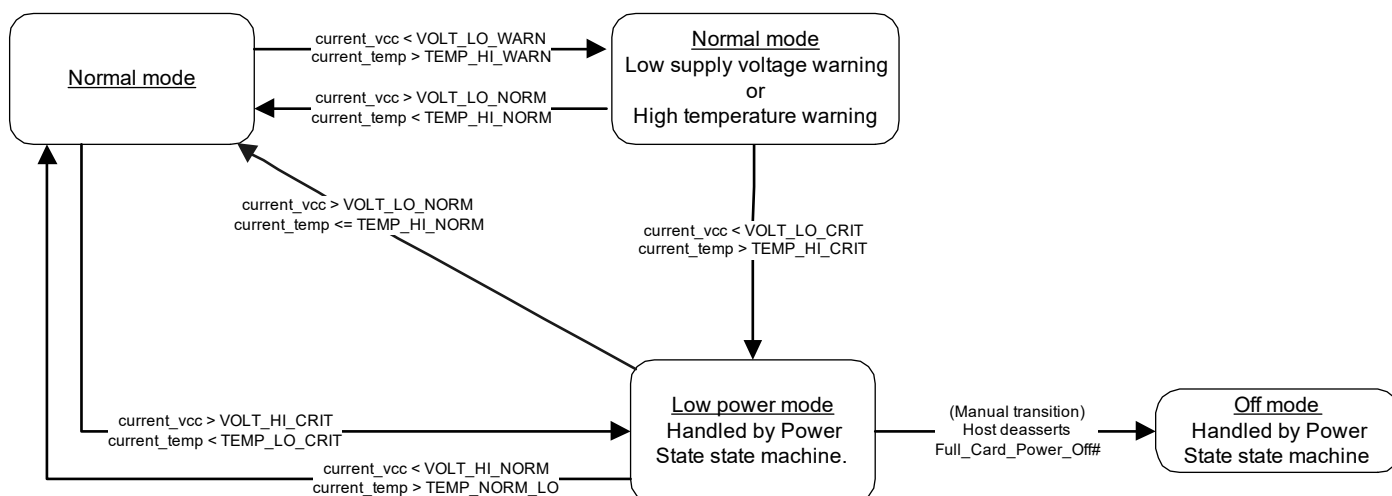 Normal mode
current_vcc < VOLT_LO_WARN
current_temp > TEMP_HI_WARN
current_vcc > VOLT_LO_NORM
current_temp < TEMP_HI_NORM
Normal mode
Low supply voltage warning
or
High temperature warning
current_vcc > VOLT_LO_NORM
current_temp <= TEMP_HI_NORM
current_vcc < VOLT_LO_CRIT
current_temp > TEMP_HI_CRIT
current_vcc > VOLT_HI_CRIT
current_temp < TEMP_LO_CRIT
current_vcc < VOLT_HI_NORM
current_temp > TEMP_NORM_LO
Low power mode
Handled by Power
State state machine.
(Manual transition)
Host deasserts
Full_Card_Power_Off#
Off mode
Handled by Power
State state machine